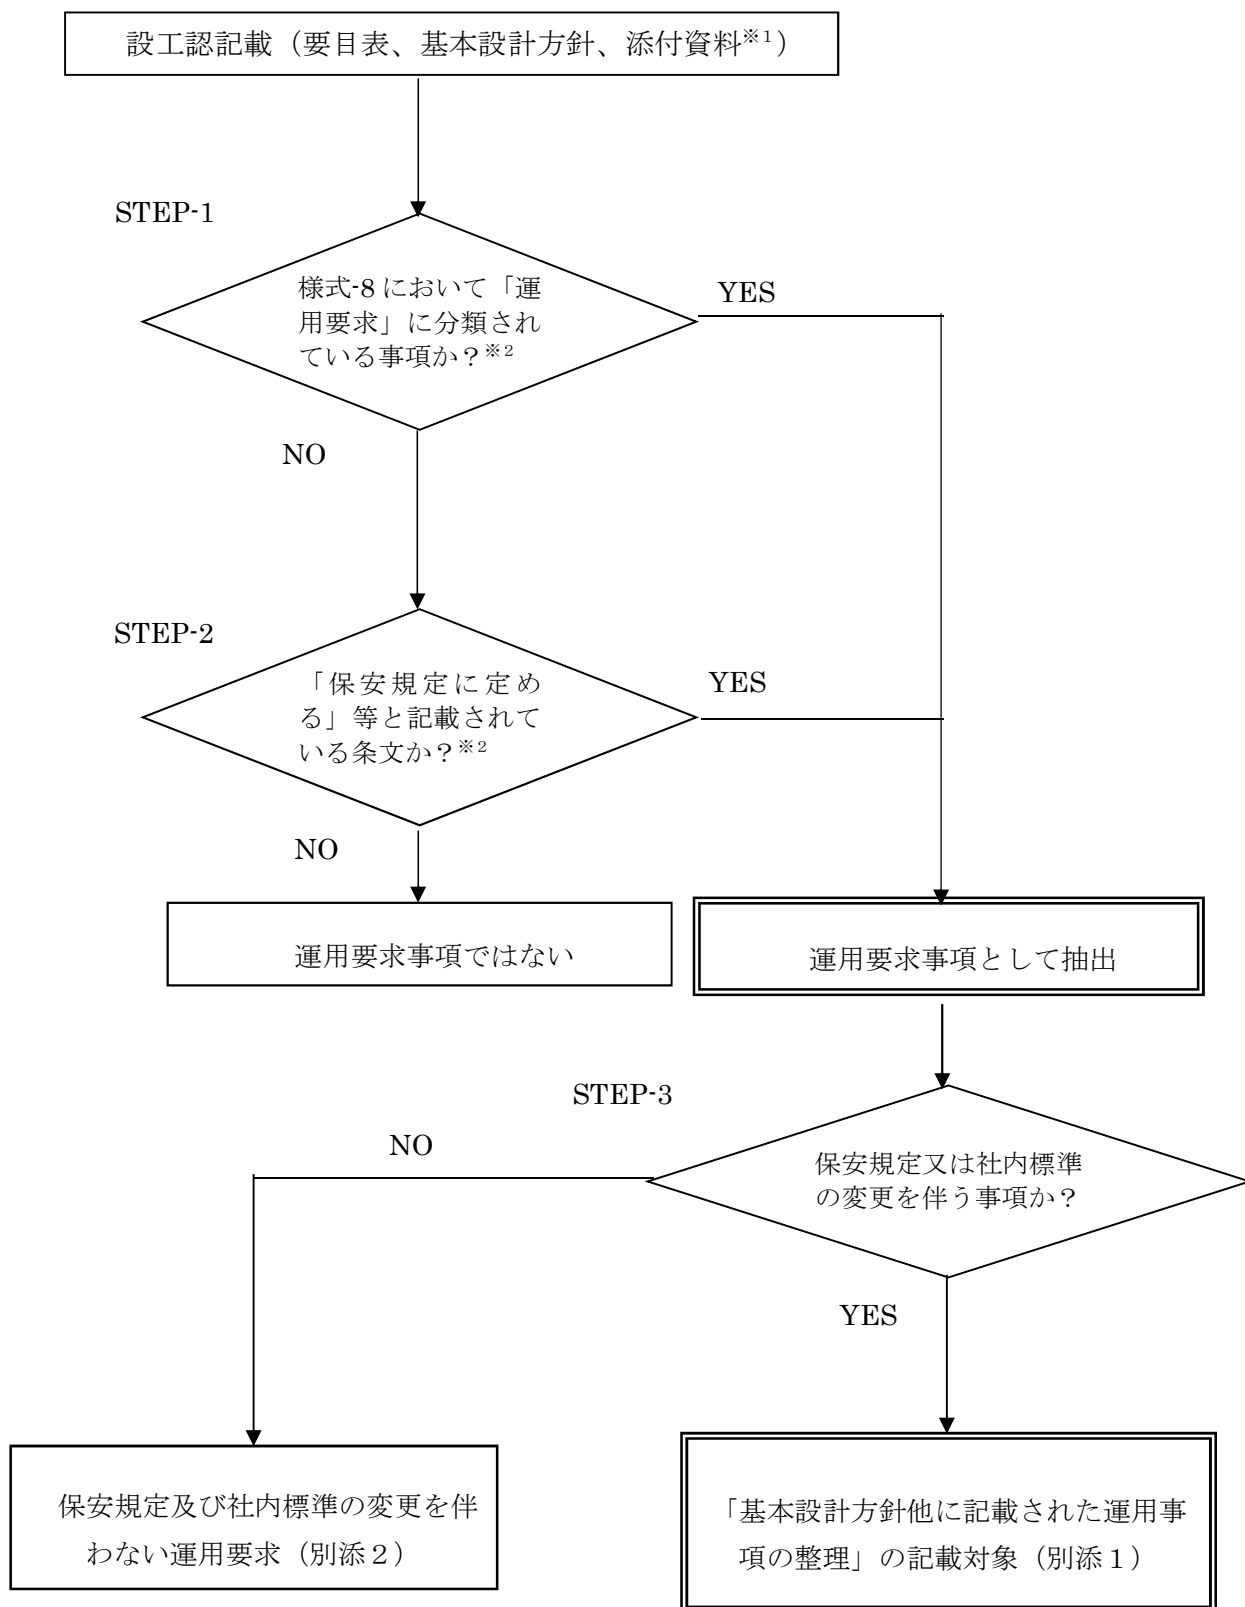 設工認記載（要目表、基本設計方針、添付資料※1）
STEP-1
様式-8において「運
用要求」に分類され
ている事項か？※2
YES
NO
STEP-2
「保安規定に定め
る」等と記載されて
いる条文か？※2
YES
NO
運用要求事項ではない
運用要求事項として抽出
STEP-3
保安規定又は社内標準
の変更を伴う事項か？
NO
YES
保安規定及び社内標準の変更を伴
わない運用要求（別添２）
「基本設計方針他に記載された運用事
項の整理」の記載対象（別添１）